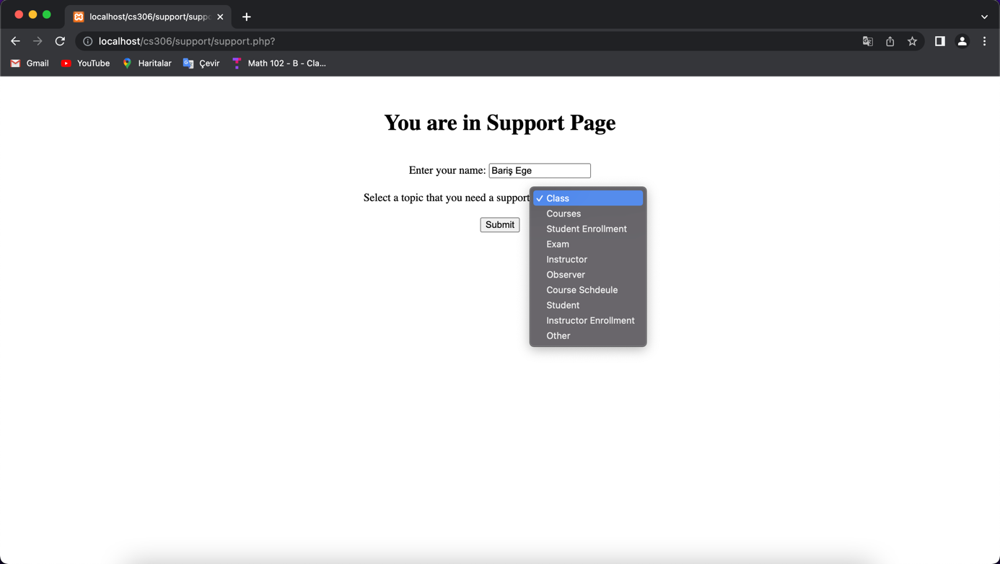 localhost/cs306/support/suppo
localhost/cs306/support/support.php?
Gmail YouTube Haritalar Çevir Math 102 - B - Cla...
You are in Support Page
Enter your name: Bariş Ege
Select a topic that you need a support
Class
Courses
Submit
Student Enrollment
Exam
Instructor
Observer
Course Schdeule
Student
Instructor Enrollment
Other